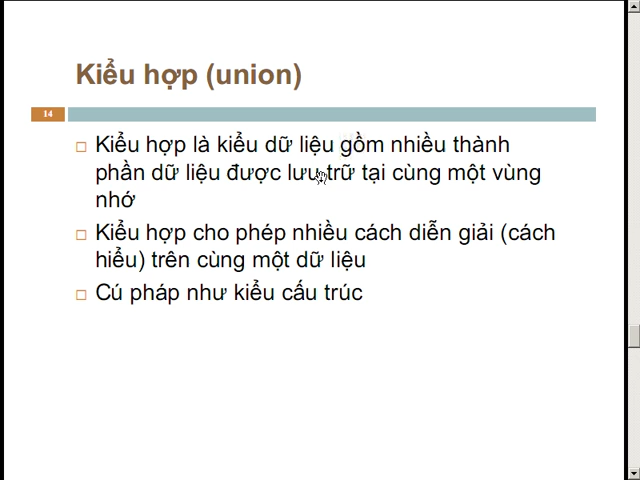 Kiểu hợp (union)
14
Kiểu hợp là kiểu dữ liệu gồm nhiều thành
phần dữ liệu được lưu trữ tại cùng một vùng
nhớ
Kiểu hợp cho phép nhiều cách diễn giải (cách
hiểu) trên cùng một dữ liệu
Cú pháp như kiểu cấu trúc